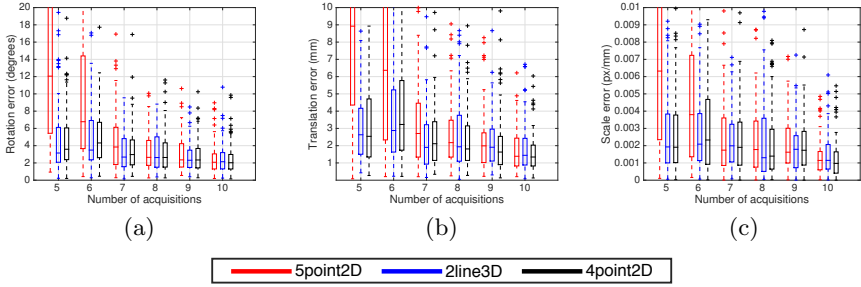 20
18
16
14
12
10
8
6
4
2
0
Rotation error (degrees)
5 6 7 8 9 10
Number of acquisitions
(a)
10
9
8
7
6
5
4
3
2
1
Translation error (mm)
5 6 7 8 9 10
Number of acquisitions
(b)
0.01
0.009
0.008
0.007
0.006
0.005
0.004
0.003
0.002
0.001
0
Scale error (px/mm)
5 6 7 8 9 10
Number of acquisitions
(c)
5point2D 2line3D 4point2D